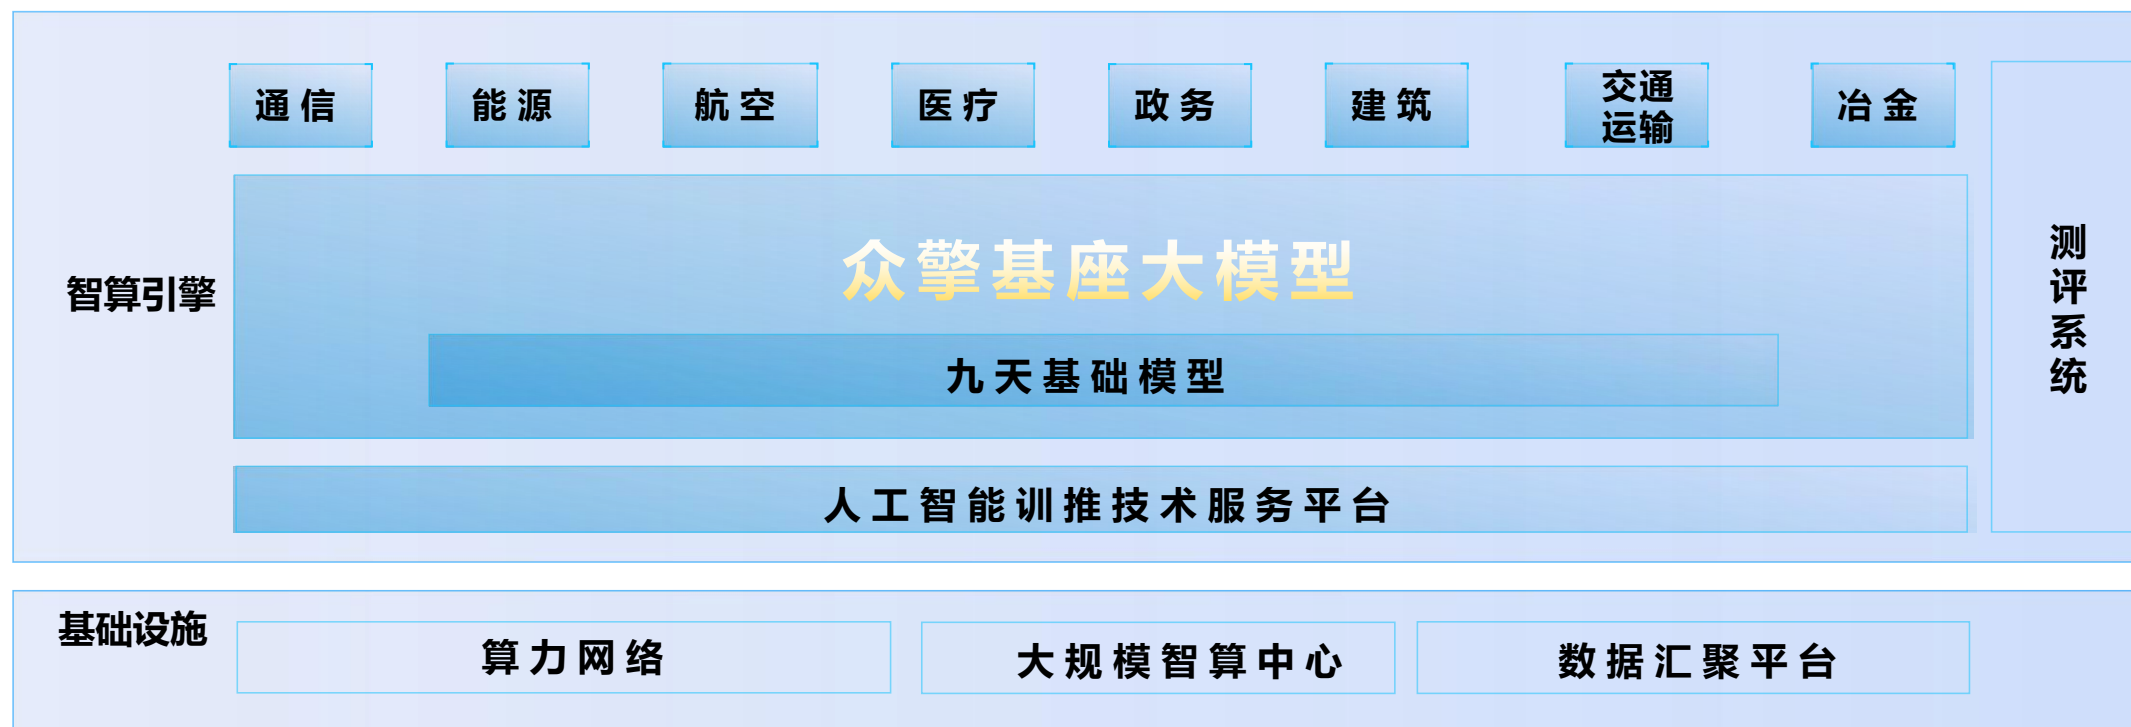 通信
能源
航空
医疗
政务
建筑
交通
运输
冶金
智算引擎
众擎基座大模型
九天基础模型
人工智能训推技术服务平台
测
评
系
统
基础设施
算力网络
大规模智算中心
数据汇聚平台